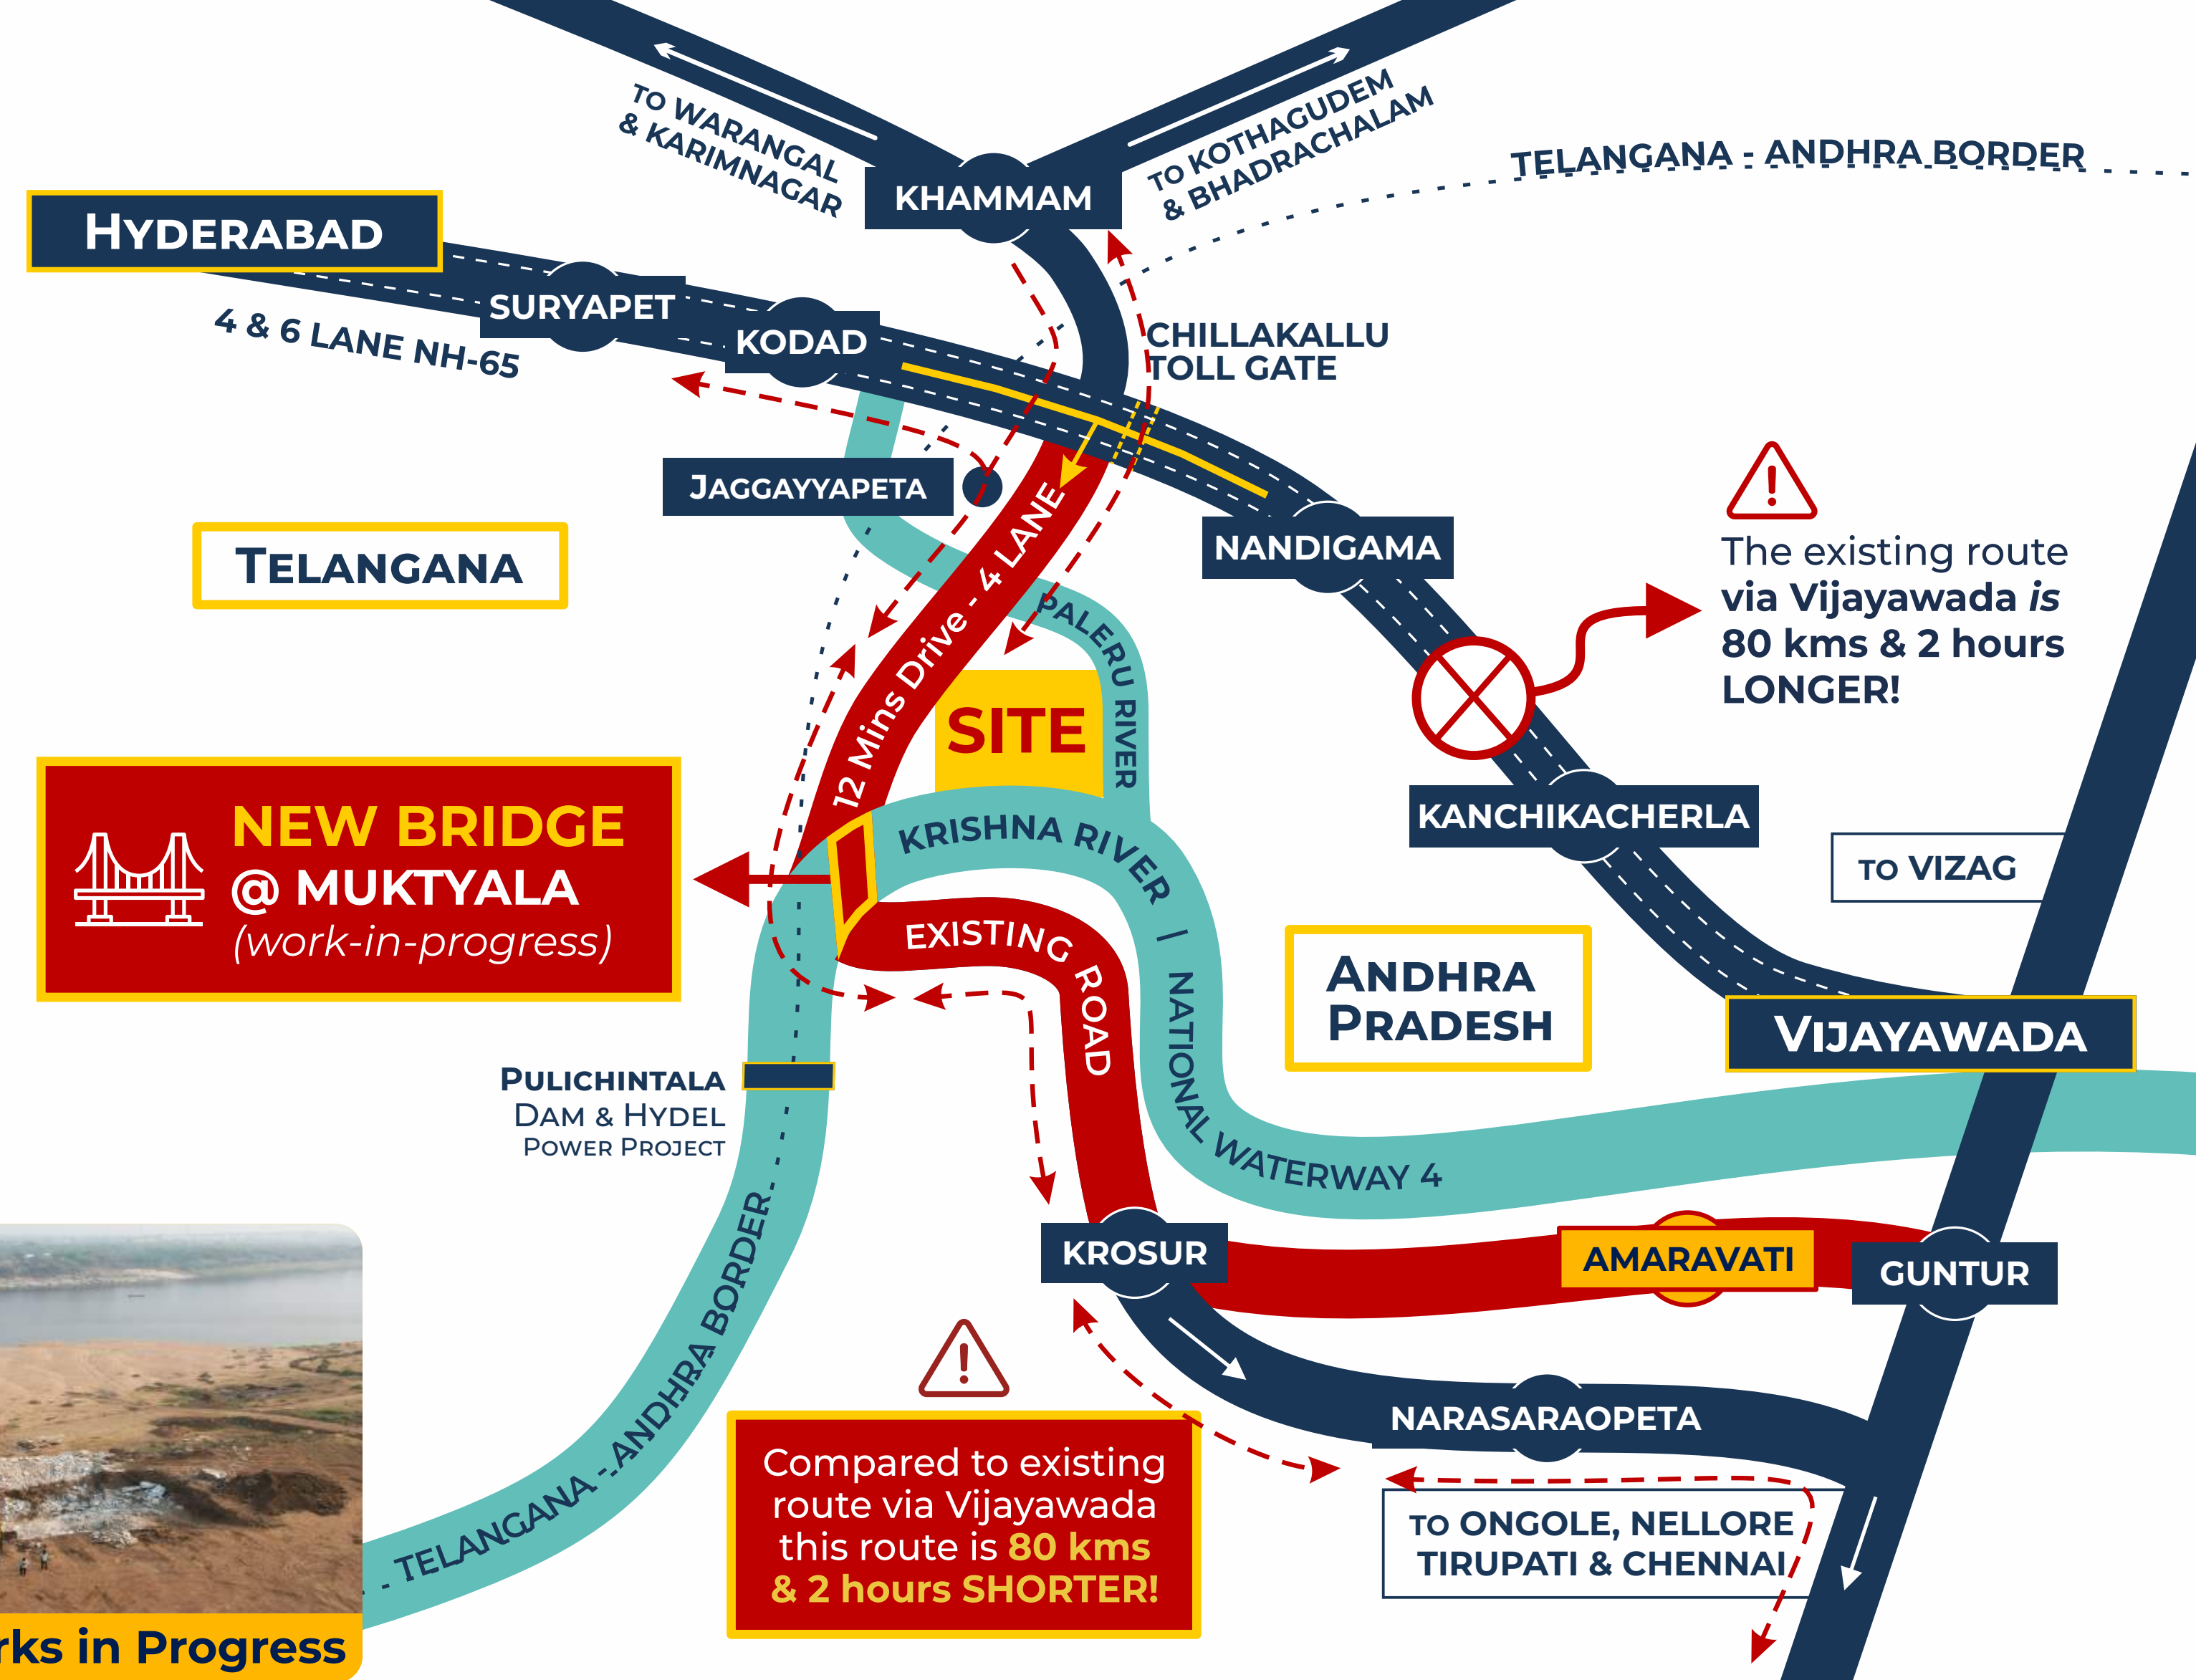 TO WARANGAL
& KARIMNAGAR
TO KOTHAGUDEM
& BHADRACHALAM
TELANGANA - ANDHRA BORDER
KHAMMAM
HYDERABAD
SURYAPET
KODAD
4 & 6 LANE NH-65
CHILLAKALLU
TOLL GATE
JAGGAYYAPETA
NANDIGAMA
TELANGANA
12 Mins Drive - 4 LANE
PALERU RIVER
SITE
The existing route
via Vijayawada is
80 kms & 2 hours
LONGER!
NEW BRIDGE
@ MUKTYALA
(work-in-progress)
KRISHNA RIVER | NATIONAL WATERWAY 4
KANCHIKACHERLA
TO VIZAG
EXISTING ROAD
ANDHRA
PRADESH
VIJAYAWADA
PULICHINTALA
DAM & HYDEL
POWER PROJECT
KROSUR
AMARAVATI
GUNTUR
TELANGANA - ANDHRA BORDER
NARASARAOPETA
Compared to existing
route via Vijayawada
this route is 80 kms
& 2 hours SHORTER!
TO ONGOLE, NELLORE
TIRUPATI & CHENNAI
rks in Progress